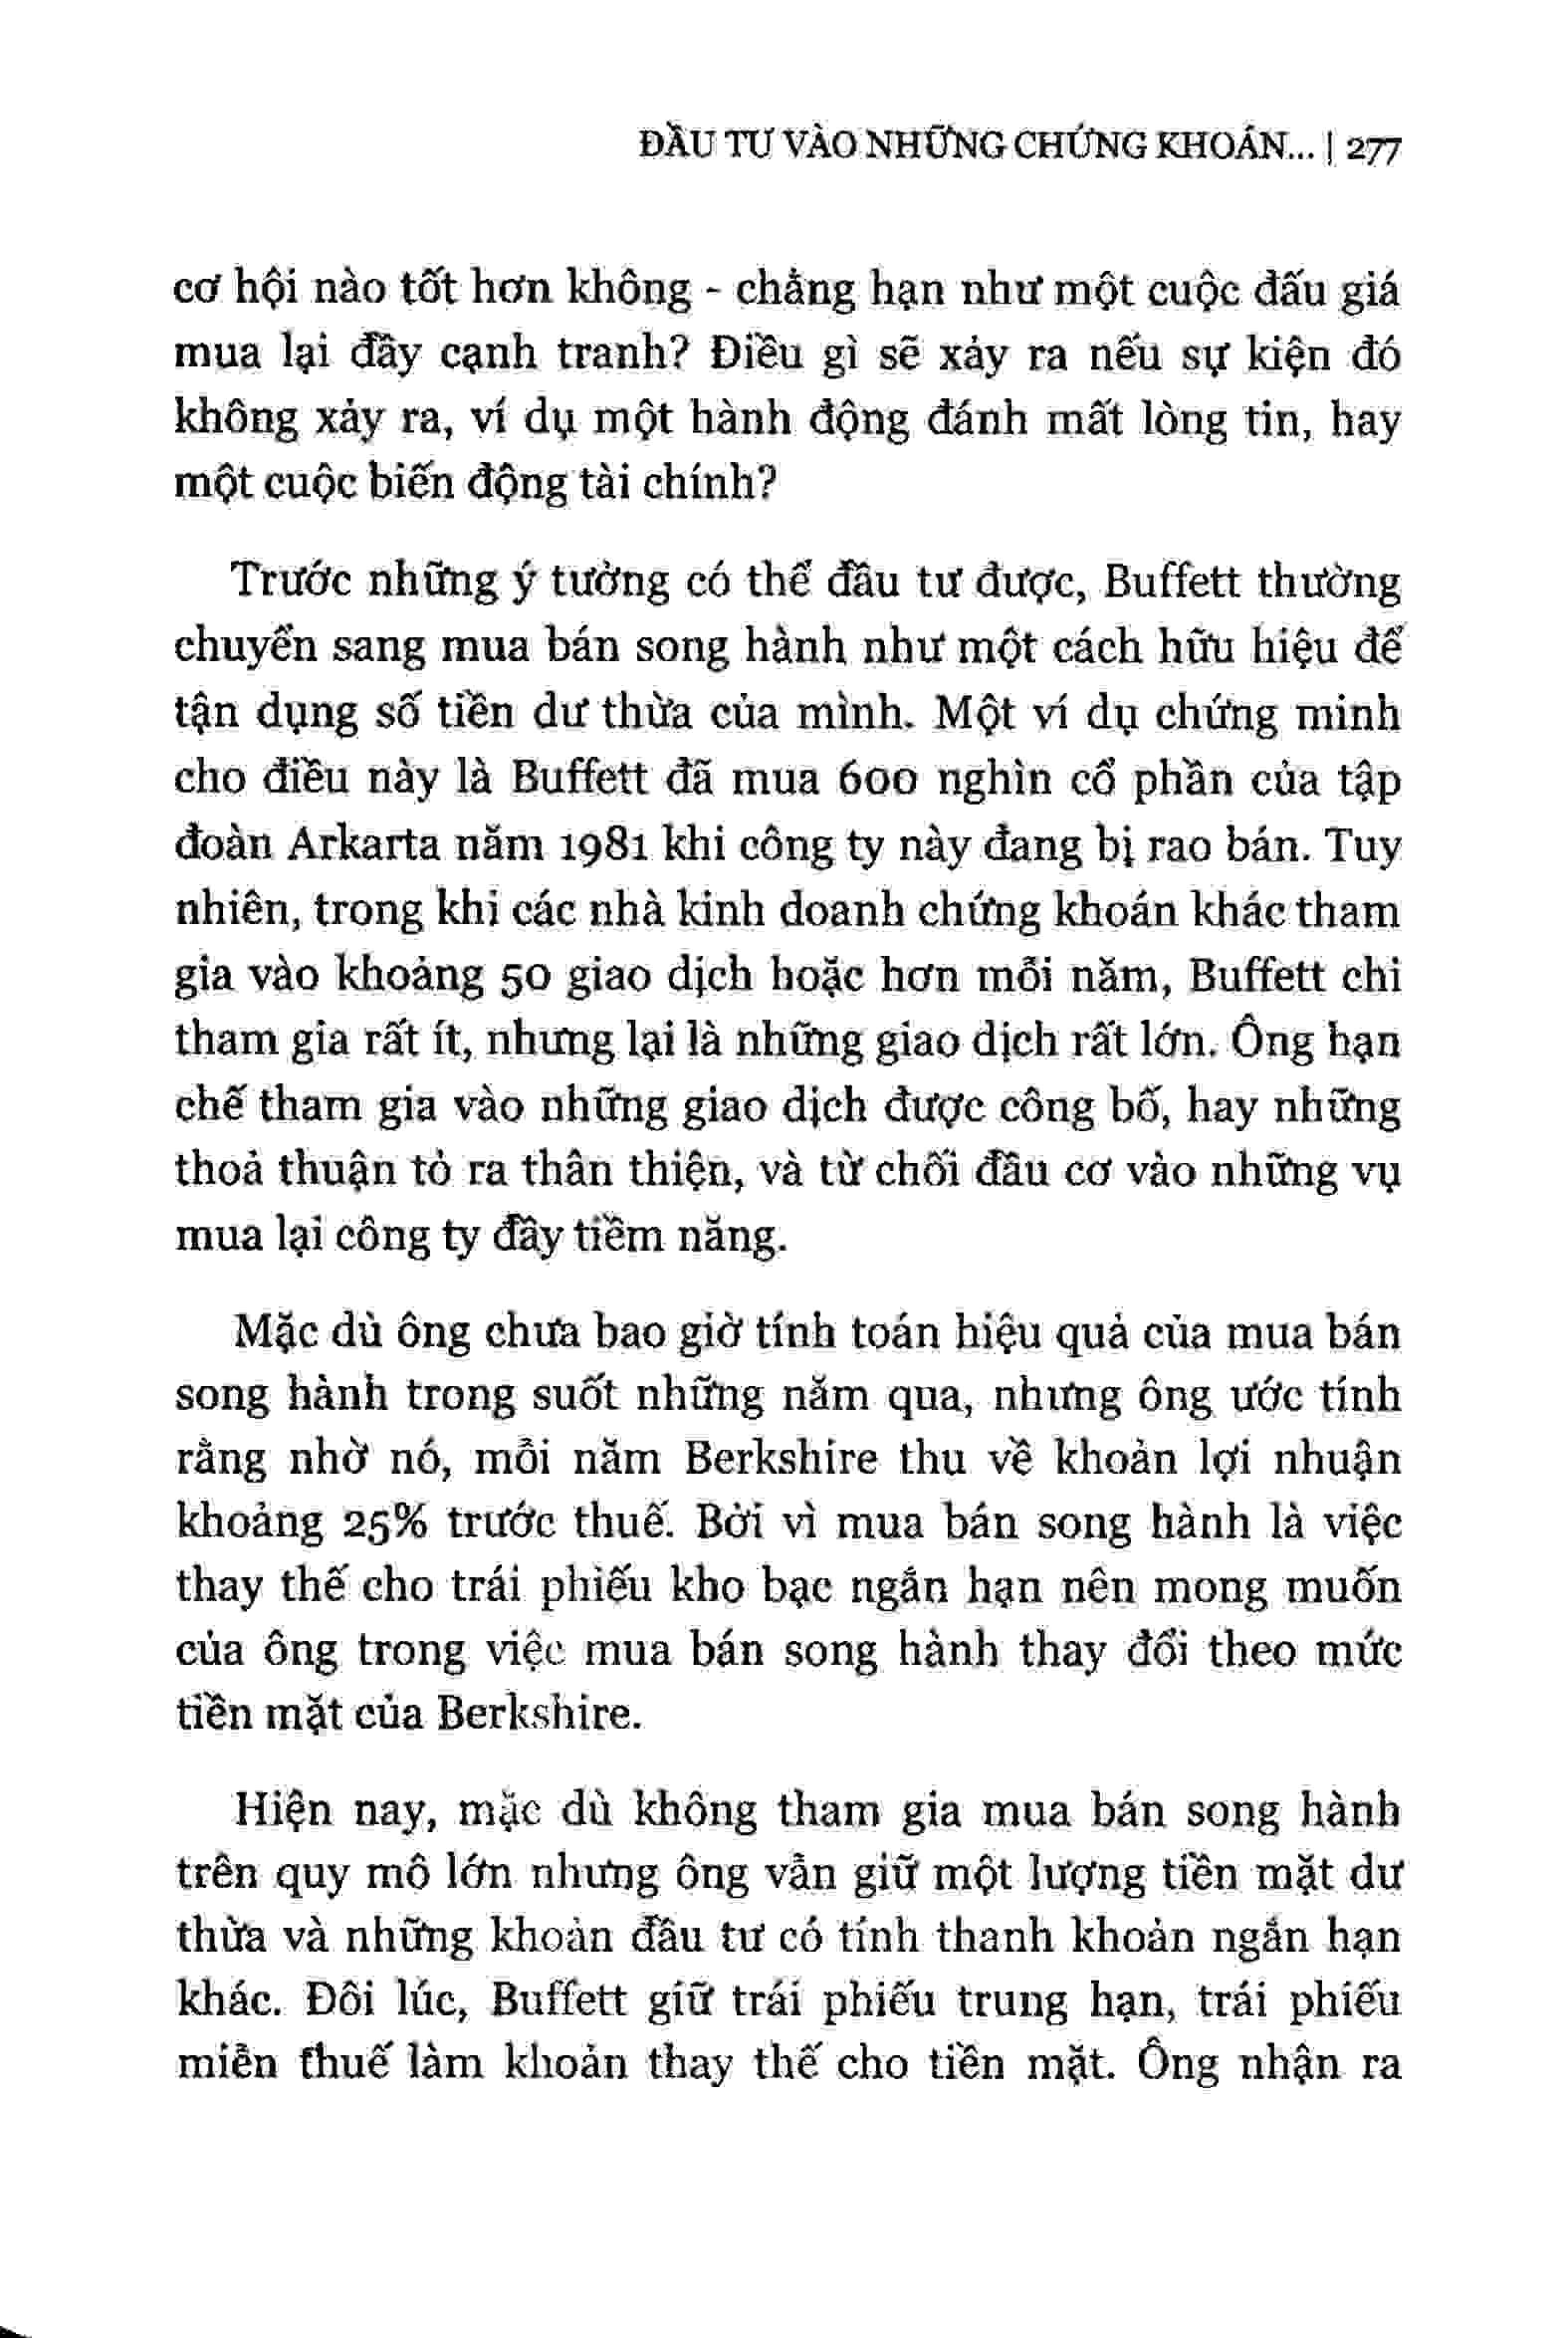 ĐẦU TƯ VÀO NHỮNG CHỨNG KHOÁN... | 277
cơ hội nào tốt hơn không - chẳng hạn như một cuộc đấu giá
mua lại đầy cạnh tranh? Điều gì sẽ xảy ra nếu sự kiện đó
không xảy ra, ví dụ một hành động đánh mất lòng tin, hay
một cuộc biến động tài chính?
Trước những ý tưởng có thể đầu tư được, Buffett thường
chuyển sang mua bán song hành như một cách hữu hiệu để
tận dụng số tiền dư thừa của mình. Một ví dụ chứng minh
cho điều này là Buffett đã mua 600 nghìn cổ phần của tập
đoàn Arkarta năm 1981 khi công ty này đang bị rao bán. Tuy
nhiên, trong khi các nhà kinh doanh chứng khoán khác tham
gia vào khoảng 50 giao dịch hoặc hơn mỗi năm, Buffett chỉ
tham gia rất ít, nhưng lại là những giao dịch rất lớn. Ông hạn
chế tham gia vào những giao dịch được công bố, hay những
thoả thuận tỏ ra thân thiện, và từ chối đầu cơ vào những vụ
mua lại công ty đầy tiềm năng.
Mặc dù ông chưa bao giờ tính toán hiệu quả của mua bán
song hành trong suốt những năm qua, nhưng ông ước tính
rằng nhờ nó, mỗi năm Berkshire thu về khoản lợi nhuận
khoảng 25% trước thuế. Bởi vì mua bán song hành là việc
thay thế cho trái phiếu kho bạc ngắn hạn nên mong muốn
của ông trong việc mua bán song hành thay đổi theo mức
tiền mặt của Berkshire.
Hiện nay, mặc dù không tham gia mua bán song hành
trên quy mô lớn nhưng ông vẫn giữ một lượng tiền mặt dư
thừa và những khoản đầu tư có tính thanh khoản ngắn hạn
khác. Đôi lúc, Buffett giữ trái phiếu trung hạn, trái phiếu
miễn thuế làm khoản thay thế cho tiền mặt. Ông nhận ra